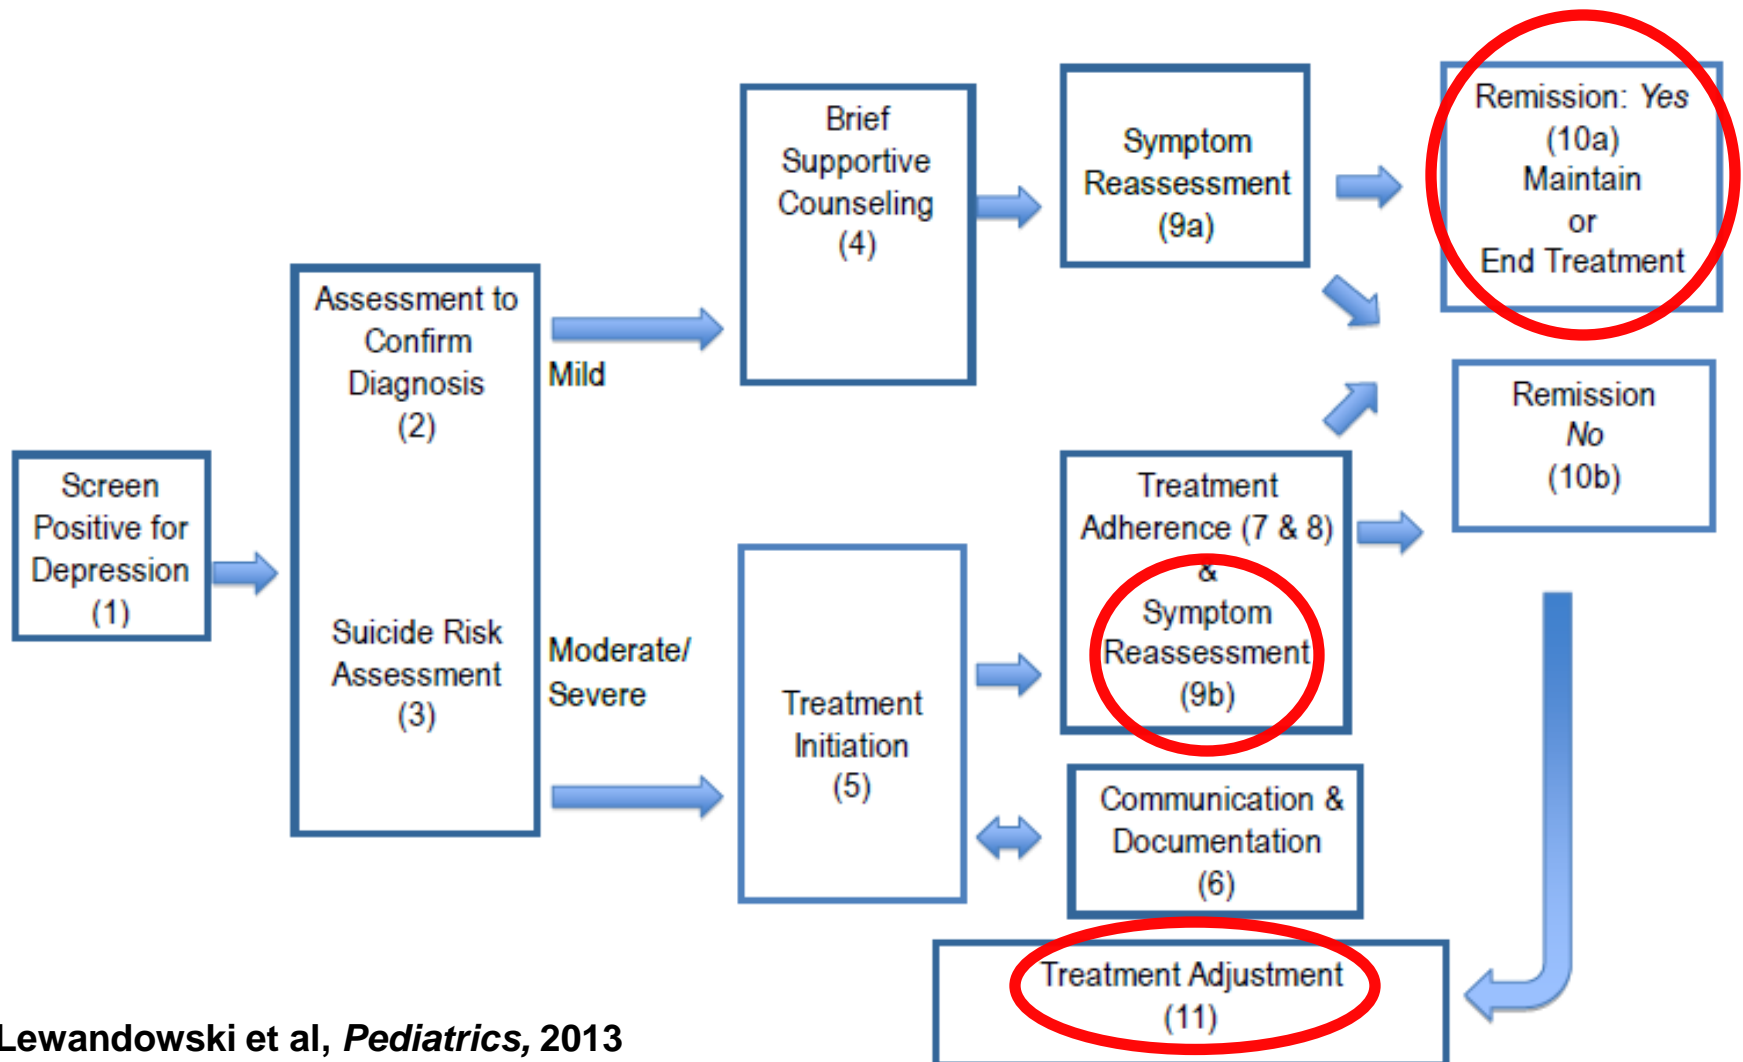 Screen
Positive for
Depression
(1)
Assessment to
Confirm
Diagnosis
(2)
Suicide Risk
Assessment
(3)
Mild
Moderate/
Severe
Brief
Supportive
Counseling
(4)
Treatment
Initiation
(5)
Symptom
Reassessment
(9a)
Treatment
Adherence (7 & 8)
&
Symptom
Reassessment
(9b)
Communication &
Documentation
(6)
Remission: Yes
(10a)
Maintain
or
End Treatment
Remission
No
(10b)
Treatment Adjustment
(11)
Lewandowski et al, Pediatrics, 2013